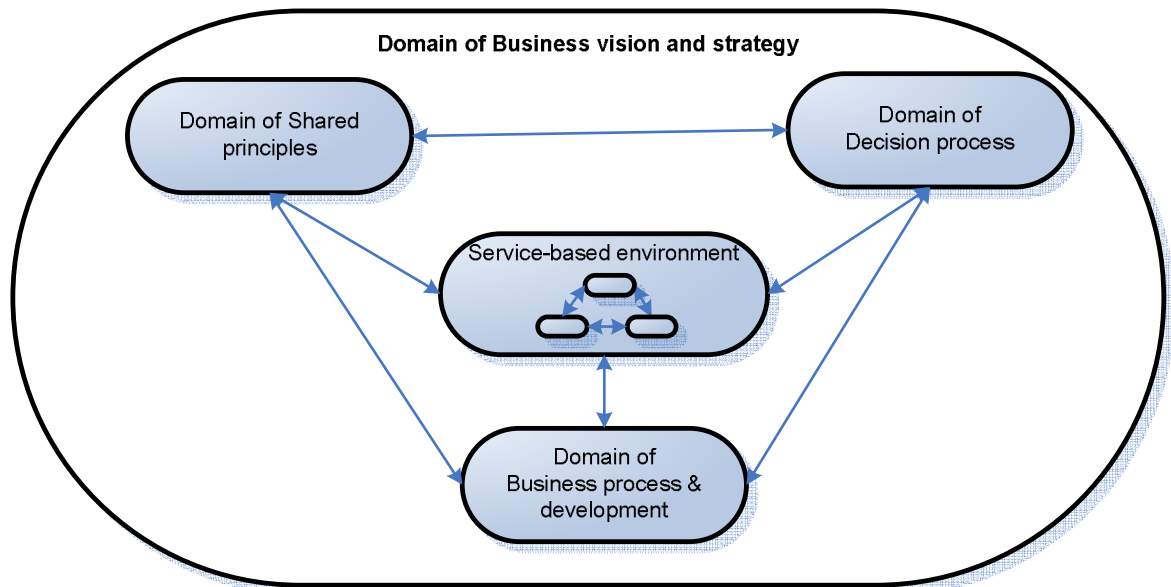 Domain of Business vision and strategy
Domain of Shared
principles
Domain of
Decision process
Service-based environment
Domain of
Business process &
development